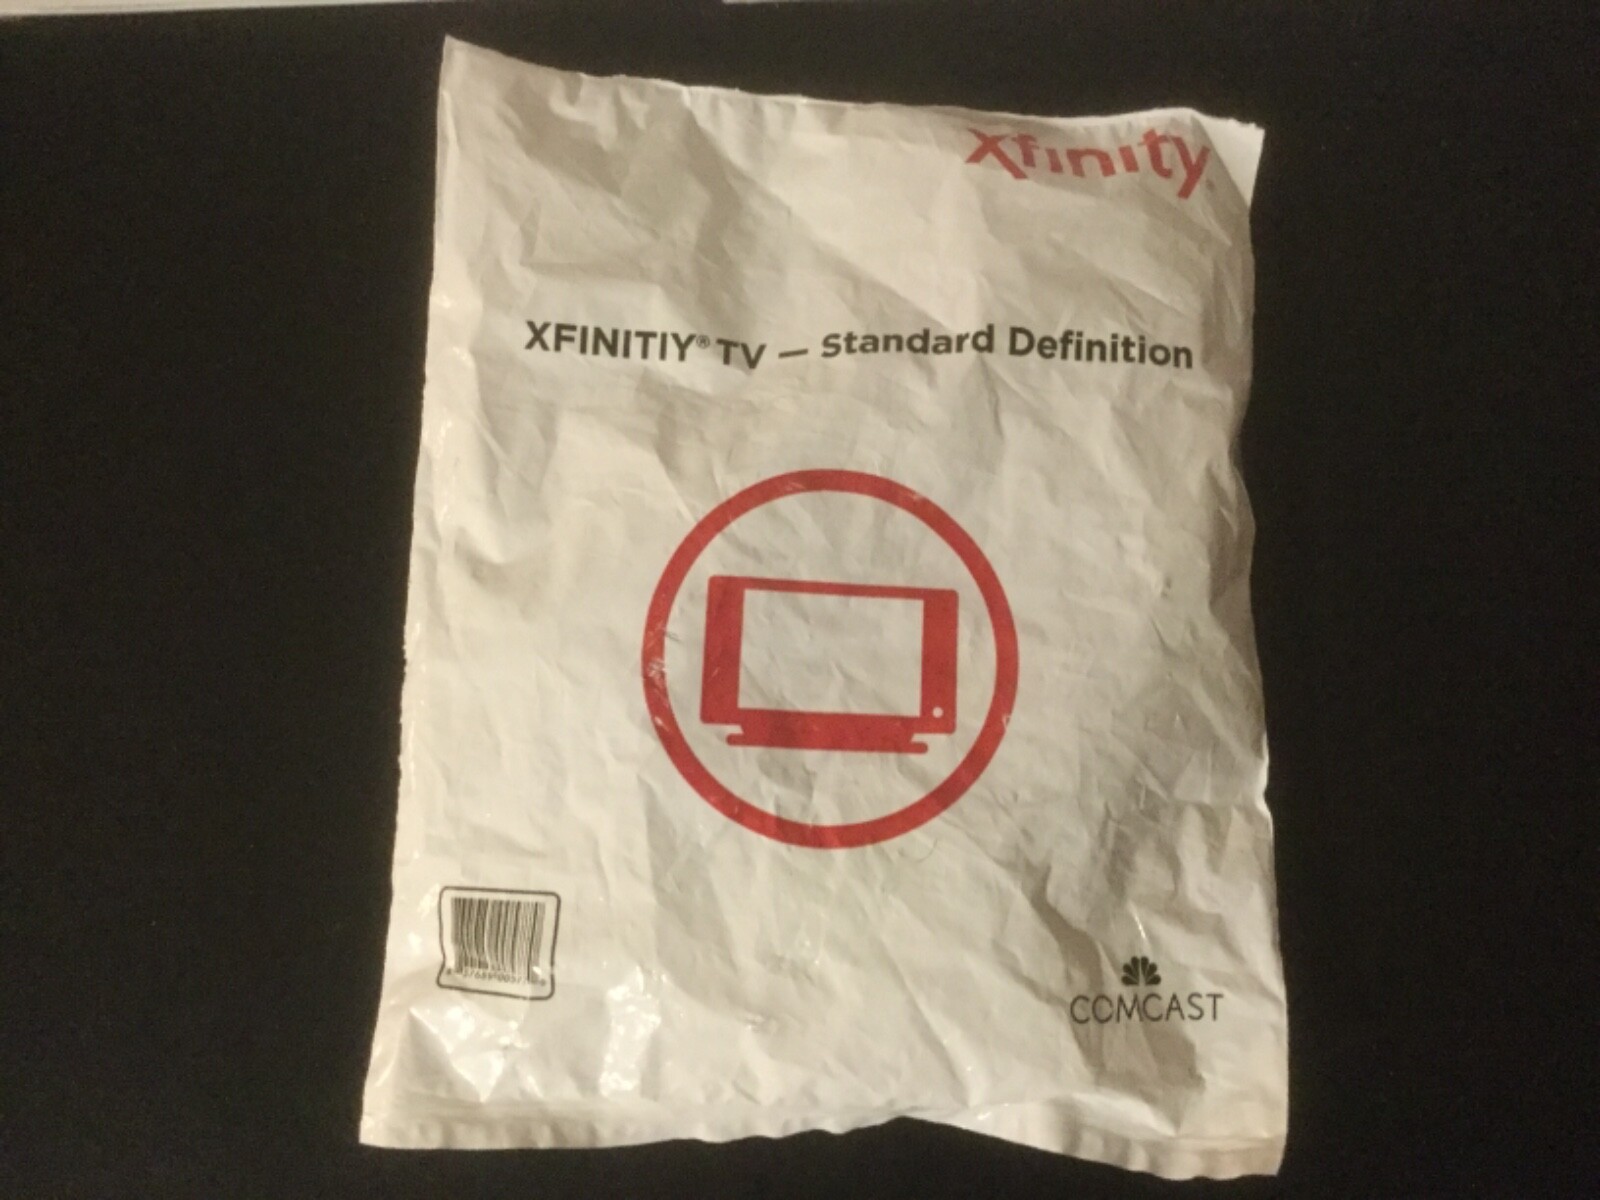 xfinity
XFINITIY® TV — Standard Definition
COMCAST